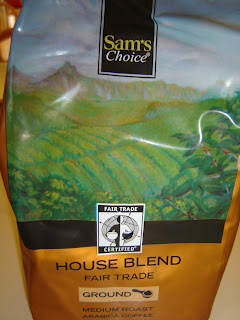 Sam's
Choice®
FAIR TRADE
CERTIFIED
HOUSE BLEND
FAIR TRADE
GROUND
MEDIUM ROAST
ARABICA COFFEE